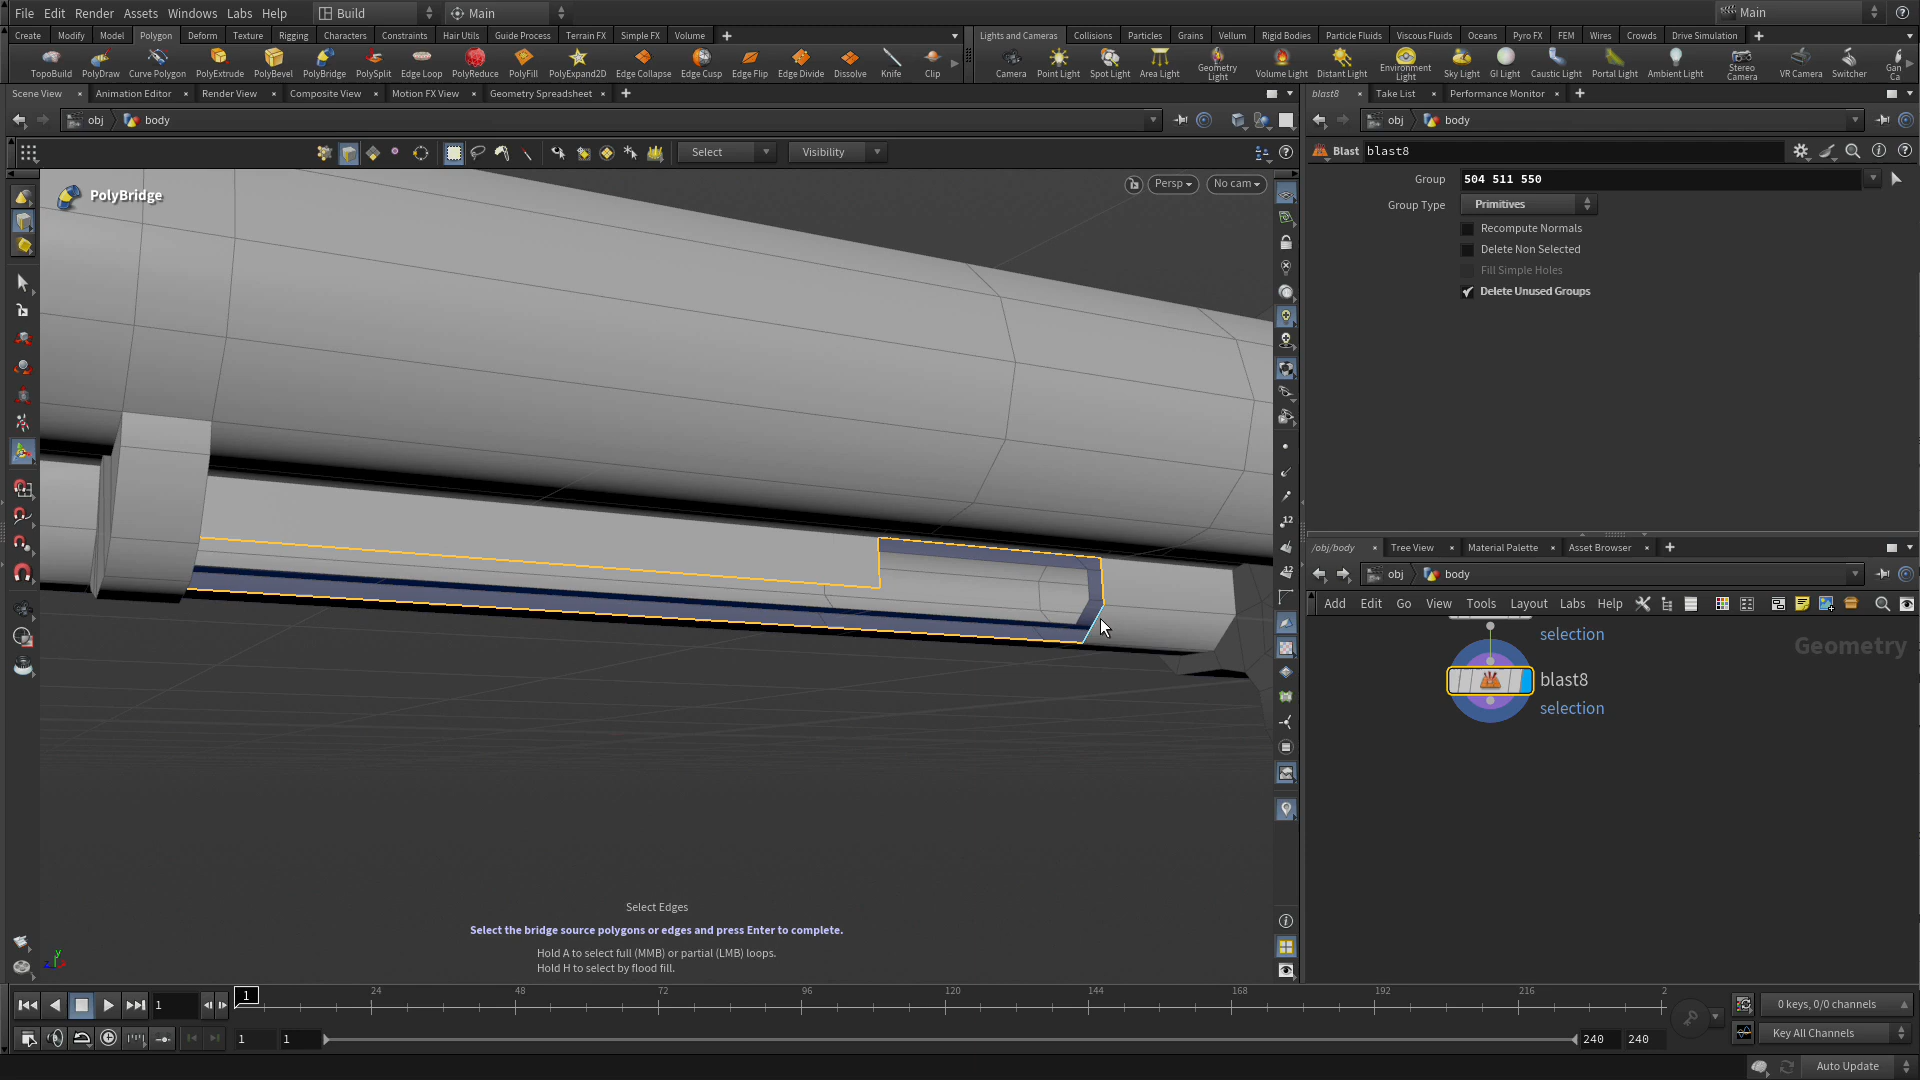 File Edit Render Assets Windows Labs Help Build Main Main
Create Modify Model Polygon Deform Texture Rigging Characters Constraints Hair Utils Guide Process Terrain FX Simple FX Volume
Lights and Cameras Collisions Particles Grains Vellum Rigid Bodies Particle Fluids Viscous Fluids Oceans Pyro FX FEM Wires Crowds Drive Simulation
TopoBuild PolyDraw Curve Polygon PolyExtrude PolyBevel PolyBridge PolySplit Edge Loop PolyReduce PolyFill PolyExpand2D Edge Collapse Edge Cusp Edge Flip Edge Divide Dissolve Knife Clip
Camera Point Light Spot Light Area Light Geometry Light Volume Light Distant Light Environment Light Sky Light GI Light Caustic Light Portal Light Ambient Light Stereo Camera VR Camera Switcher Gan Ca
Scene View Animation Editor Render View Composite View Motion FX View Geometry Spreadsheet
blast8 Take List Performance Monitor
obj body
obj body
Select Visibility
Blast blast8
PolyBridge
Persp No cam
Group 504 511 550
Group Type Primitives
Recompute Normals
Delete Non Selected
Fill Simple Holes
Delete Unused Groups
12
12
/obj/body Tree View Material Palette Asset Browser
obj body
Add Edit Go View Tools Layout Labs Help
selection
Geometry
blast8
selection
Select Edges
Select the bridge source polygons or edges and press Enter to complete.
Hold A to select full (MMB) or partial (LMB) loops.
Hold H to select by flood fill.
y
1 1 24 48 72 96 120 144 168 192 216 2
0 keys, 0/0 channels
1 1 240 240
Key All Channels
Auto Update